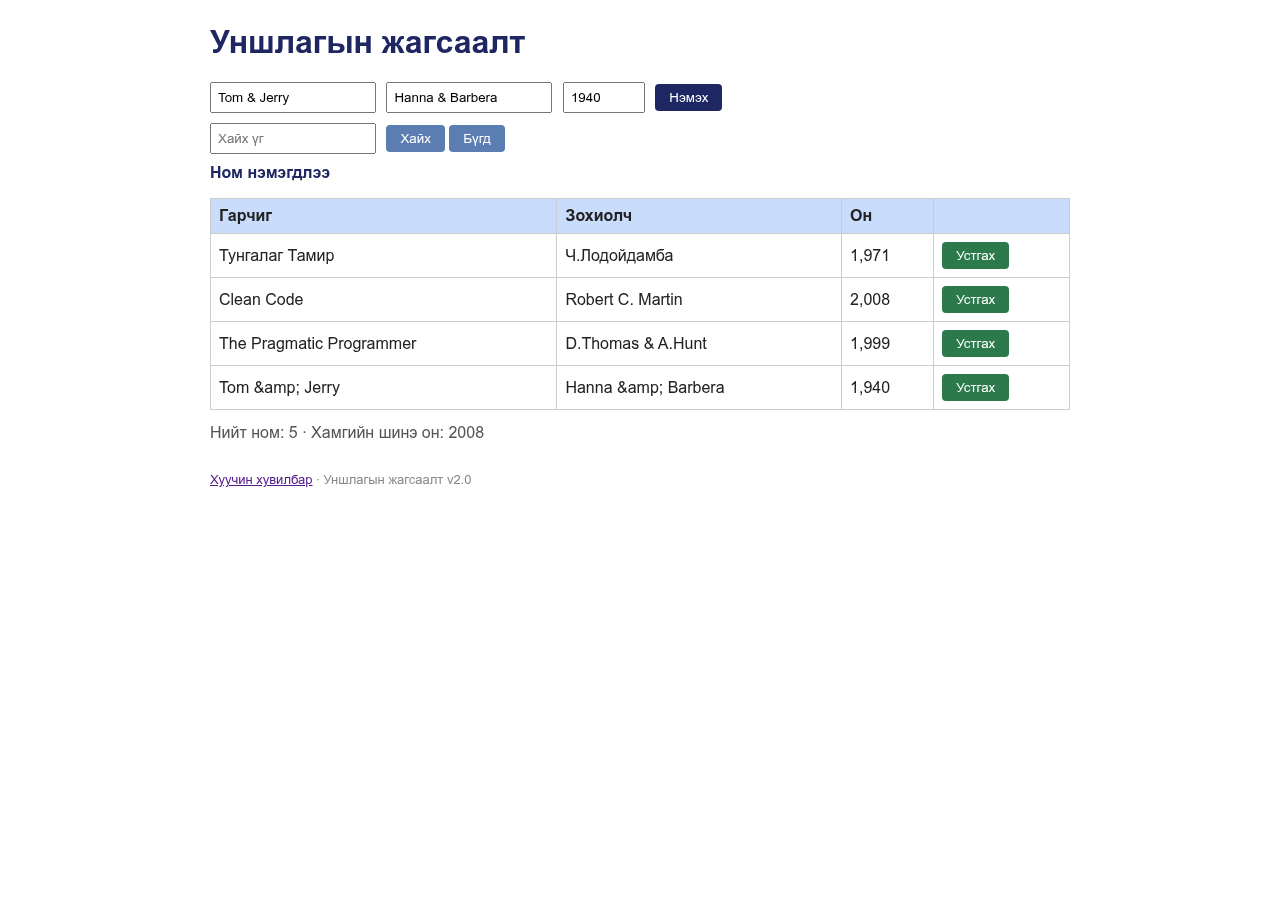 Уншлагын жагсаалт
Tom & Jerry Hanna & Barbera 1940 Нэмэх
Хайх үг Хайх Бүгд
Ном нэмэгдлээ
Гарчиг Зохиолч Он
Тунгалаг Тамир Ч.Лодойдамба 1,971 Устгах
Clean Code Robert C. Martin 2,008 Устгах
The Pragmatic Programmer D.Thomas & A.Hunt 1,999 Устгах
Tom &amp; Jerry Hanna &amp; Barbera 1,940 Устгах
Нийт ном: 5 · Хамгийн шинэ он: 2008
Хуучин хувилбар · Уншлагын жагсаалт v2.0